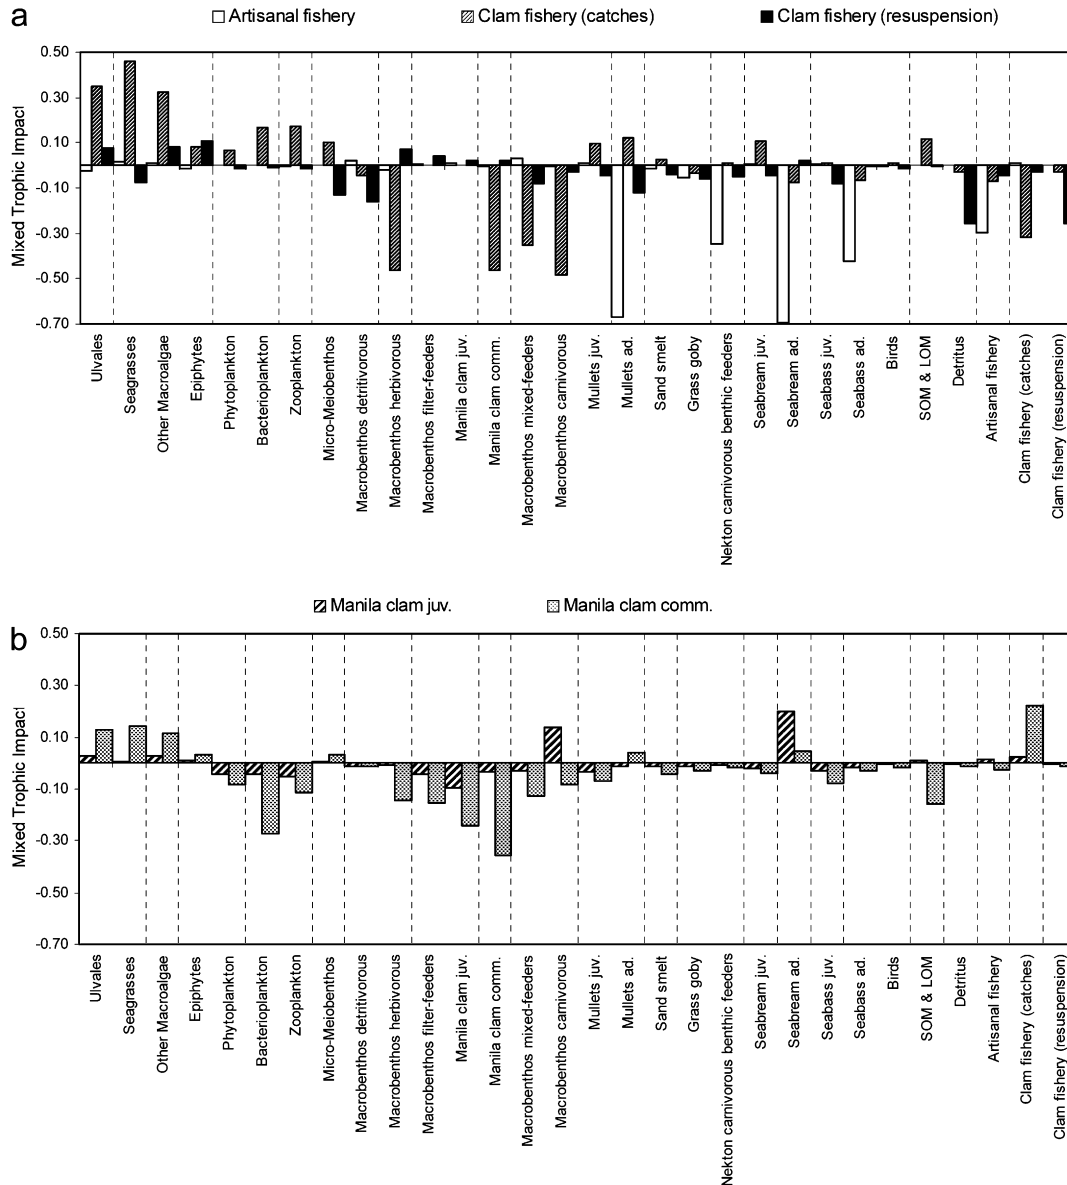 a
Artisanal fishery
Clam fishery (catches)
Clam fishery (resuspension)
0.50
0.30
0.10
-0.10
-0.30
-0.50
-0.70
Mixed Trophic Impact
Ulvales
Seagrasses
Other Macroalgae
Epiphytes
Phytoplankton
Bacterioplankton
Zooplankton
Micro-Meiobenthos
Macrobenthos detritivorous
Macrobenthos herbivorous
Macrobenthos filter-feeders
Manila clam juv.
Manila clam comm.
Macrobenthos mixed-feeders
Macrobenthos carnivorous
Mullets juv.
Mullets ad.
Sand smelt
Grass goby
Nekton carnivorous benthic feeders
Seabream juv.
Seabream ad.
Seabass juv.
Seabass ad.
Birds
SOM & LOM
Detritus
Artisanal fishery
Clam fishery (catches)
Clam fishery (resuspension)
b
Manila clam juv.
Manila clam comm.
0.50
0.30
0.10
-0.10
-0.30
-0.50
-0.70
Mixed Trophic Impact
Ulvales
Seagrasses
Other Macroalgae
Epiphytes
Phytoplankton
Bacterioplankton
Zooplankton
Micro-Meiobenthos
Macrobenthos detritivorous
Macrobenthos herbivorous
Macrobenthos filter-feeders
Manila clam juv.
Manila clam comm.
Macrobenthos mixed-feeders
Macrobenthos carnivorous
Mullets juv.
Mullets ad.
Sand smelt
Grass goby
Nekton carnivorous benthic feeders
Seabream juv.
Seabream ad.
Seabass juv.
Seabass ad.
Birds
SOM & LOM
Detritus
Artisanal fishery
Clam fishery (catches)
Clam fishery (resuspension)